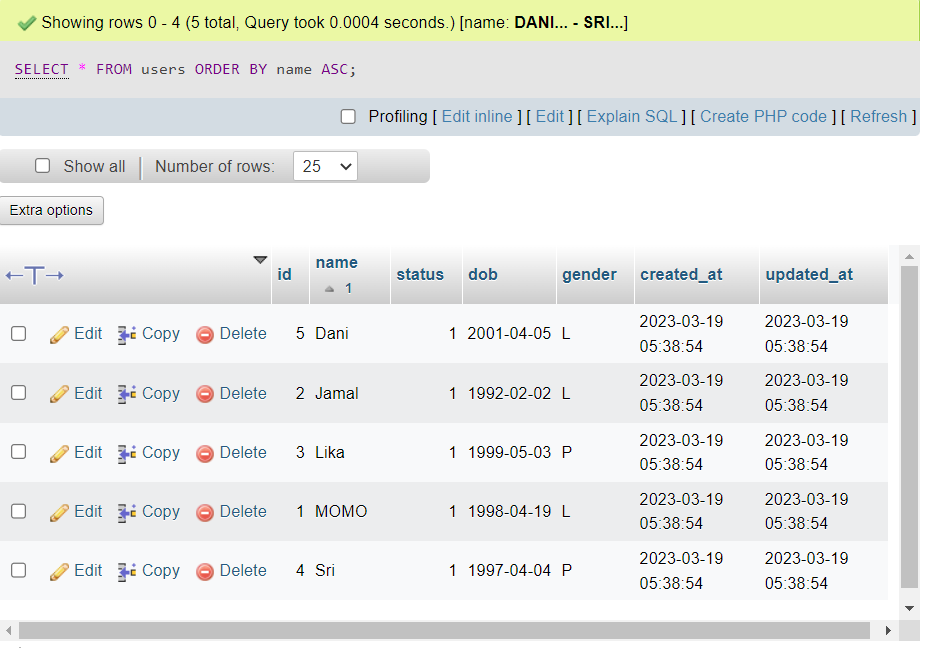 Showing rows 0 - 4 (5 total, Query took 0.0004 seconds.) [name: DANI... - SRI...]
SELECT * FROM users ORDER BY name ASC;
Profiling [ Edit inline ] [ Edit ] [ Explain SQL ] [ Create PHP code ] [ Refresh ]
Show all Number of rows: 25
Extra options
←T→ id name 1 status dob gender created_at updated_at
Edit Copy Delete 5 Dani 1 2001-04-05 L 2023-03-19 05:38:54 2023-03-19 05:38:54
Edit Copy Delete 2 Jamal 1 1992-02-02 L 2023-03-19 05:38:54 2023-03-19 05:38:54
Edit Copy Delete 3 Lika 1 1999-05-03 P 2023-03-19 05:38:54 2023-03-19 05:38:54
Edit Copy Delete 1 MOMO 1 1998-04-19 L 2023-03-19 05:38:54 2023-03-19 05:38:54
Edit Copy Delete 4 Sri 1 1997-04-04 P 2023-03-19 05:38:54 2023-03-19 05:38:54